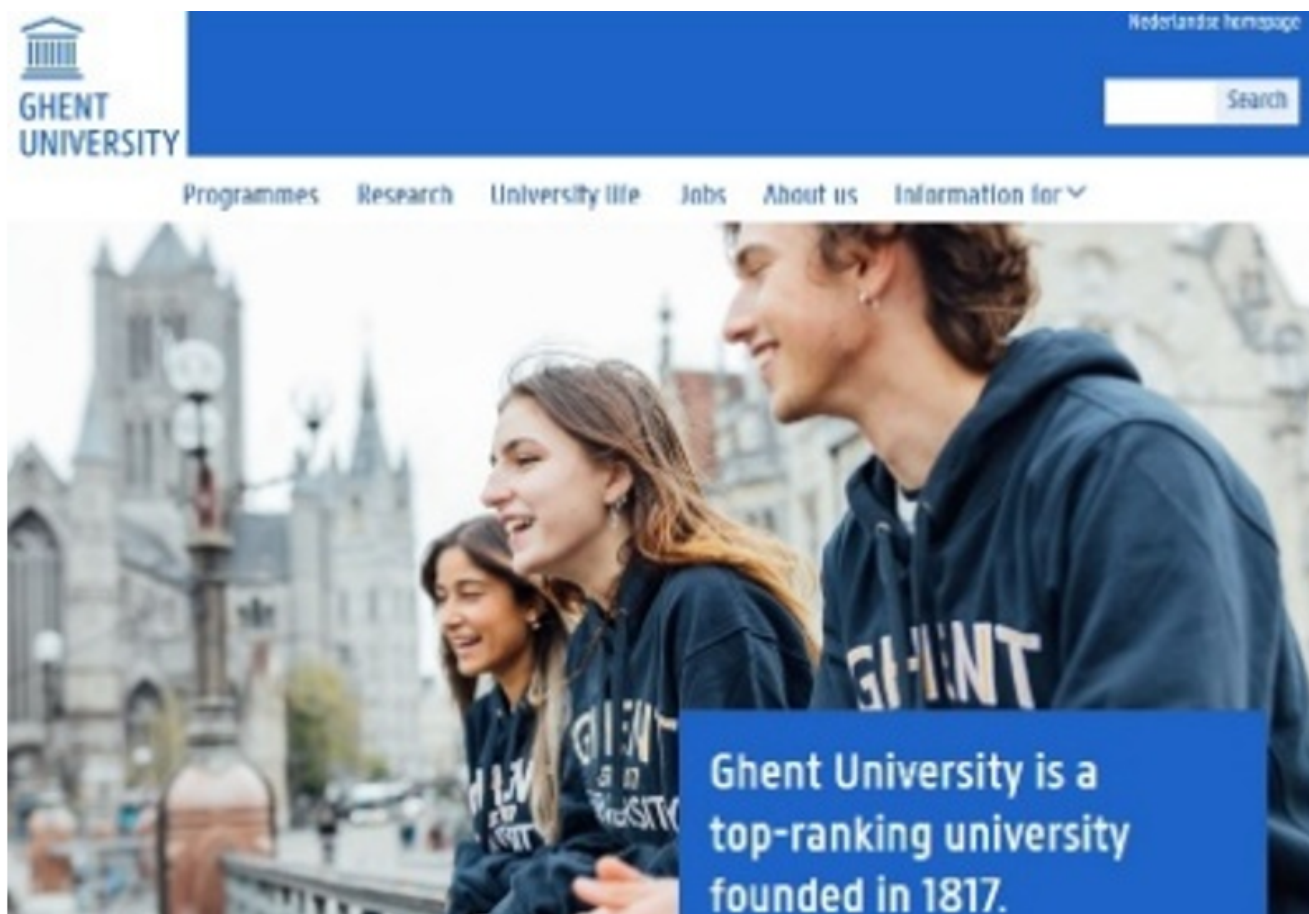 Nederlandse homepage
GHENT
UNIVERSITY
Search
Programmes Research University life Jobs About us Information for
GHENT
GHENT
Ghent University is a
top-ranking university
founded in 1817.